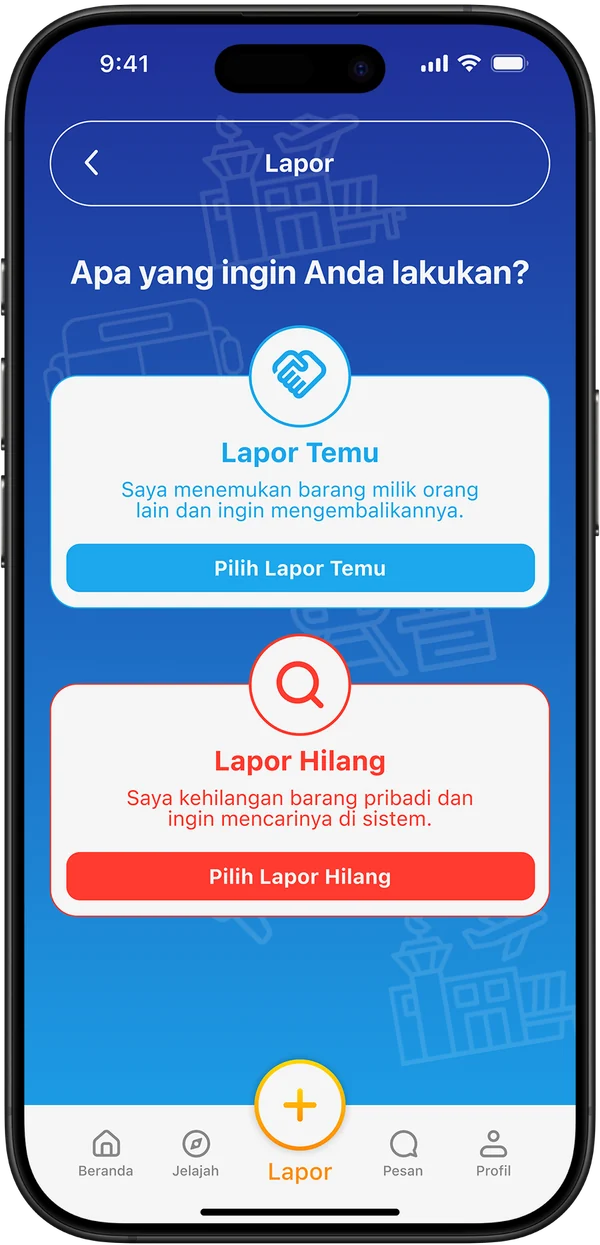 9:41
Lapor
Apa yang ingin Anda lakukan?
Lapor Temu
Saya menemukan barang milik orang
lain dan ingin mengembalikannya.
Pilih Lapor Temu
Lapor Hilang
Saya kehilangan barang pribadi dan
ingin mencarinya di sistem.
Pilih Lapor Hilang
Beranda
Jelajah
Lapor
Pesan
Profil